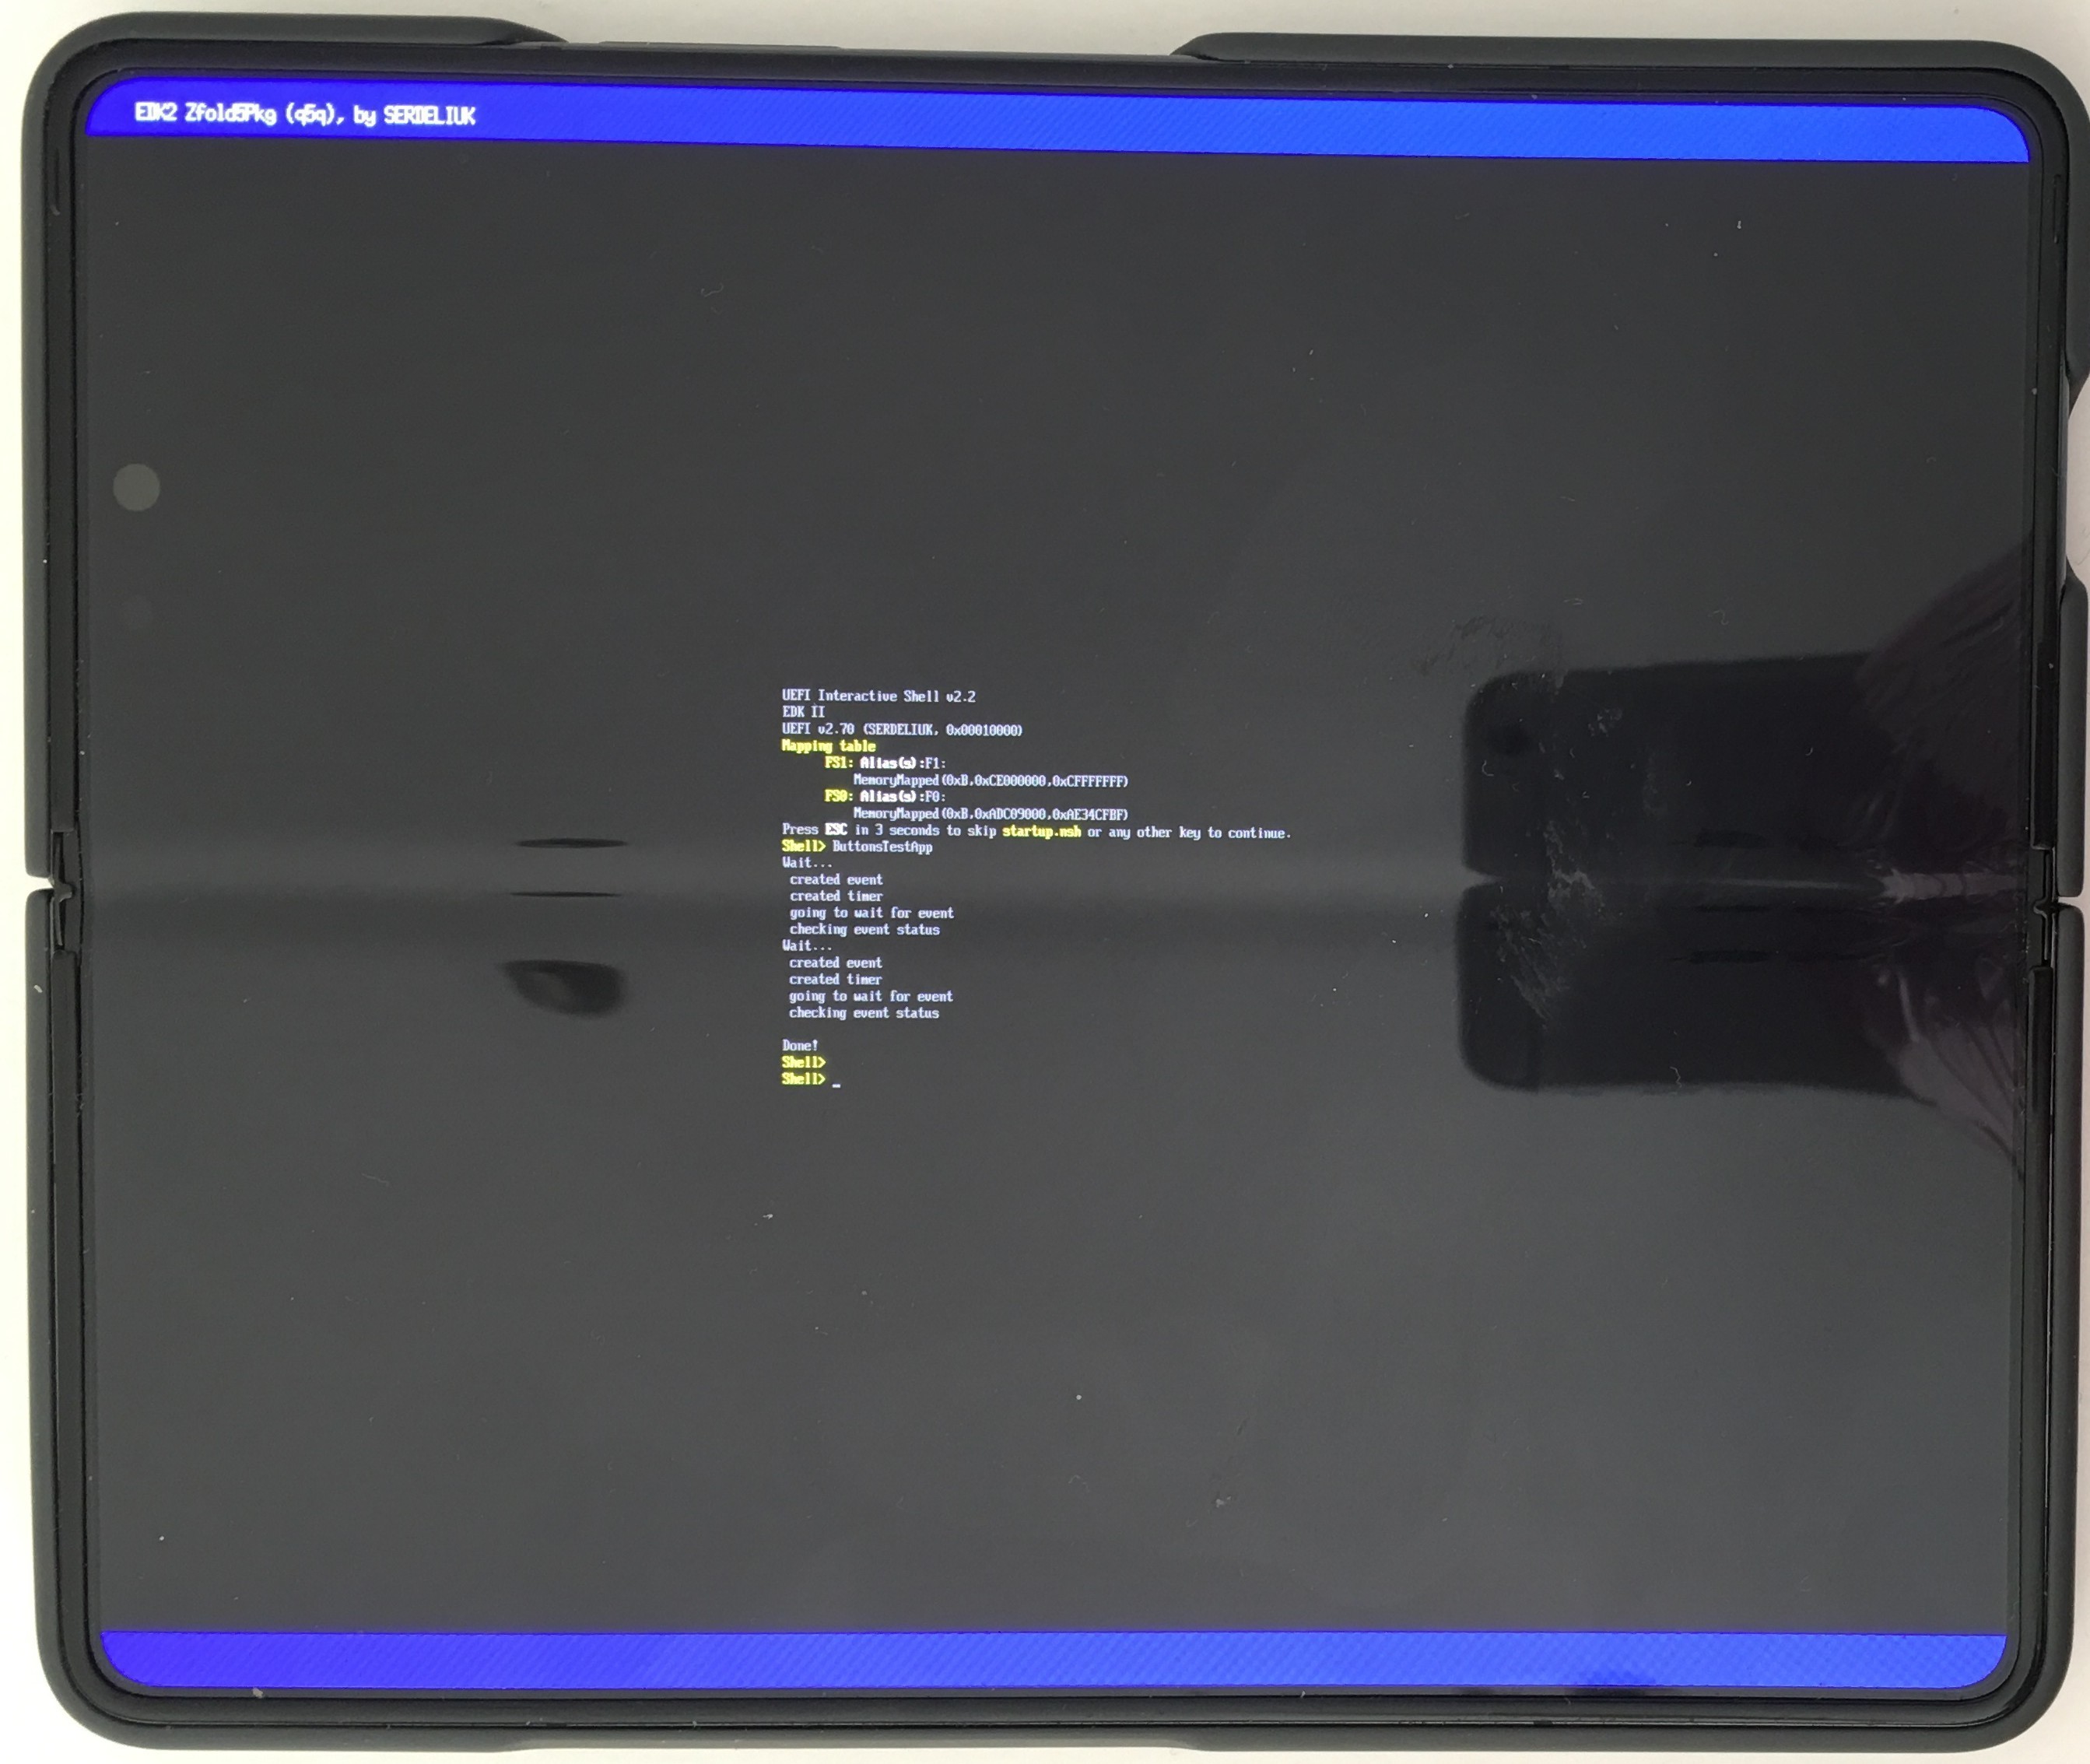 EDK2 Zfold5Pkg (q5q), by SERDELIUK
UEFI Interactive Shell v2.2
EDK II
UEFI v2.70 (SERDELIUK, 0x00010000)
Mapping table
FS1: Alias(s):F1:
MemoryMapped(0xB,0xCE000000,0xCFFFFFFF)
FS0: Alias(s):F0:
MemoryMapped(0xB,0xADC09000,0xAE34CFBF)
Press ESC in 3 seconds to skip startup.nsh or any other key to continue.
Shell> ButtonsTestApp
Wait...
created event
created timer
going to wait for event
checking event status
Wait...
created event
created timer
going to wait for event
checking event status
Done!
Shell>
Shell> _